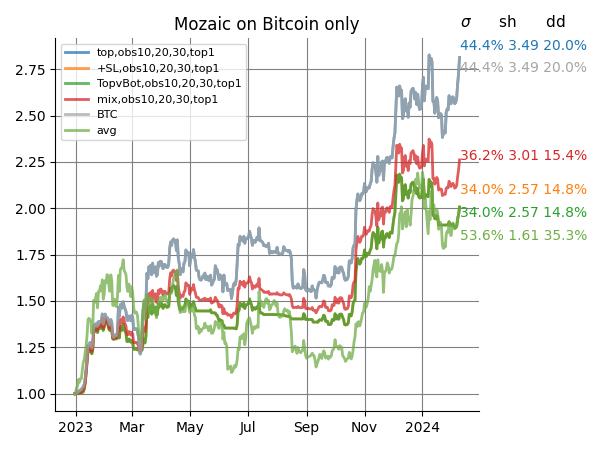 Mozaic on Bitcoin only
σ sh dd
top,obs10,20,30,top1
+SL,obs10,20,30,top1
TopvBot,obs10,20,30,top1
mix,obs10,20,30,top1
BTC
avg
44.4% 3.49 20.0%
44.4% 3.49 20.0%
36.2% 3.01 15.4%
34.0% 2.57 14.8%
34.0% 2.57 14.8%
53.6% 1.61 35.3%
2.75
2.50
2.25
2.00
1.75
1.50
1.25
1.00
2023 Mar May Jul Sep Nov 2024